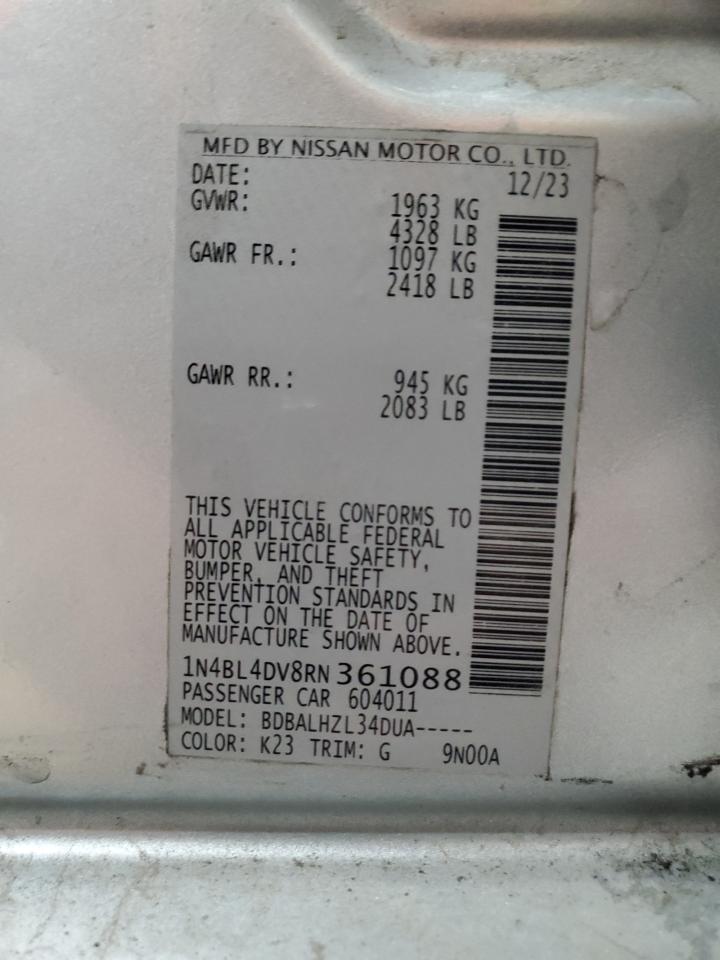 MFD BY NISSAN MOTOR CO., LTD.
DATE: 12/23
GVWR: 1963 KG
4328 LB
GAWR FR.: 1097 KG
2418 LB
GAWR RR.: 945 KG
2083 LB
THIS VEHICLE CONFORMS TO
ALL APPLICABLE FEDERAL
MOTOR VEHICLE SAFETY,
BUMPER, AND THEFT
PREVENTION STANDARDS IN
EFFECT ON THE DATE OF
MANUFACTURE SHOWN ABOVE.
1N4BL4DV8RN 361088
PASSENGER CAR 604011
MODEL: BDBALHZL34DUA-----
COLOR: K23 TRIM: G 9N00A